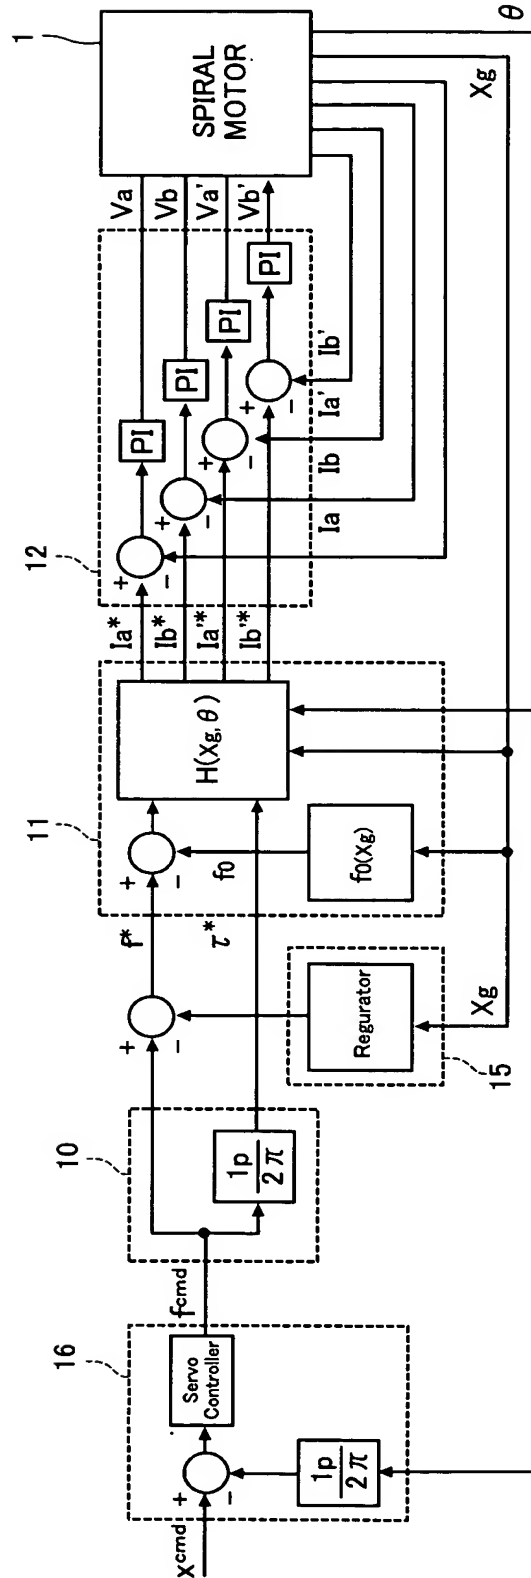 16
10
11
12
1
Xcmd
+
−
Servo
Controller
1p
2π
fcmd
1p
2π
+
−
f*
τ*
Regurator
15
Xg
+
−
f0
f0(Xg)
H(Xg, θ)
Ia*
Ib*
Ia'*
Ib'*
+
−
+
−
+
−
+
−
PI
PI
PI
PI
Ia
Ib
Ia'
Ib'
Va
Vb
Va'
Vb'
SPIRAL
MOTOR
Xg
θ